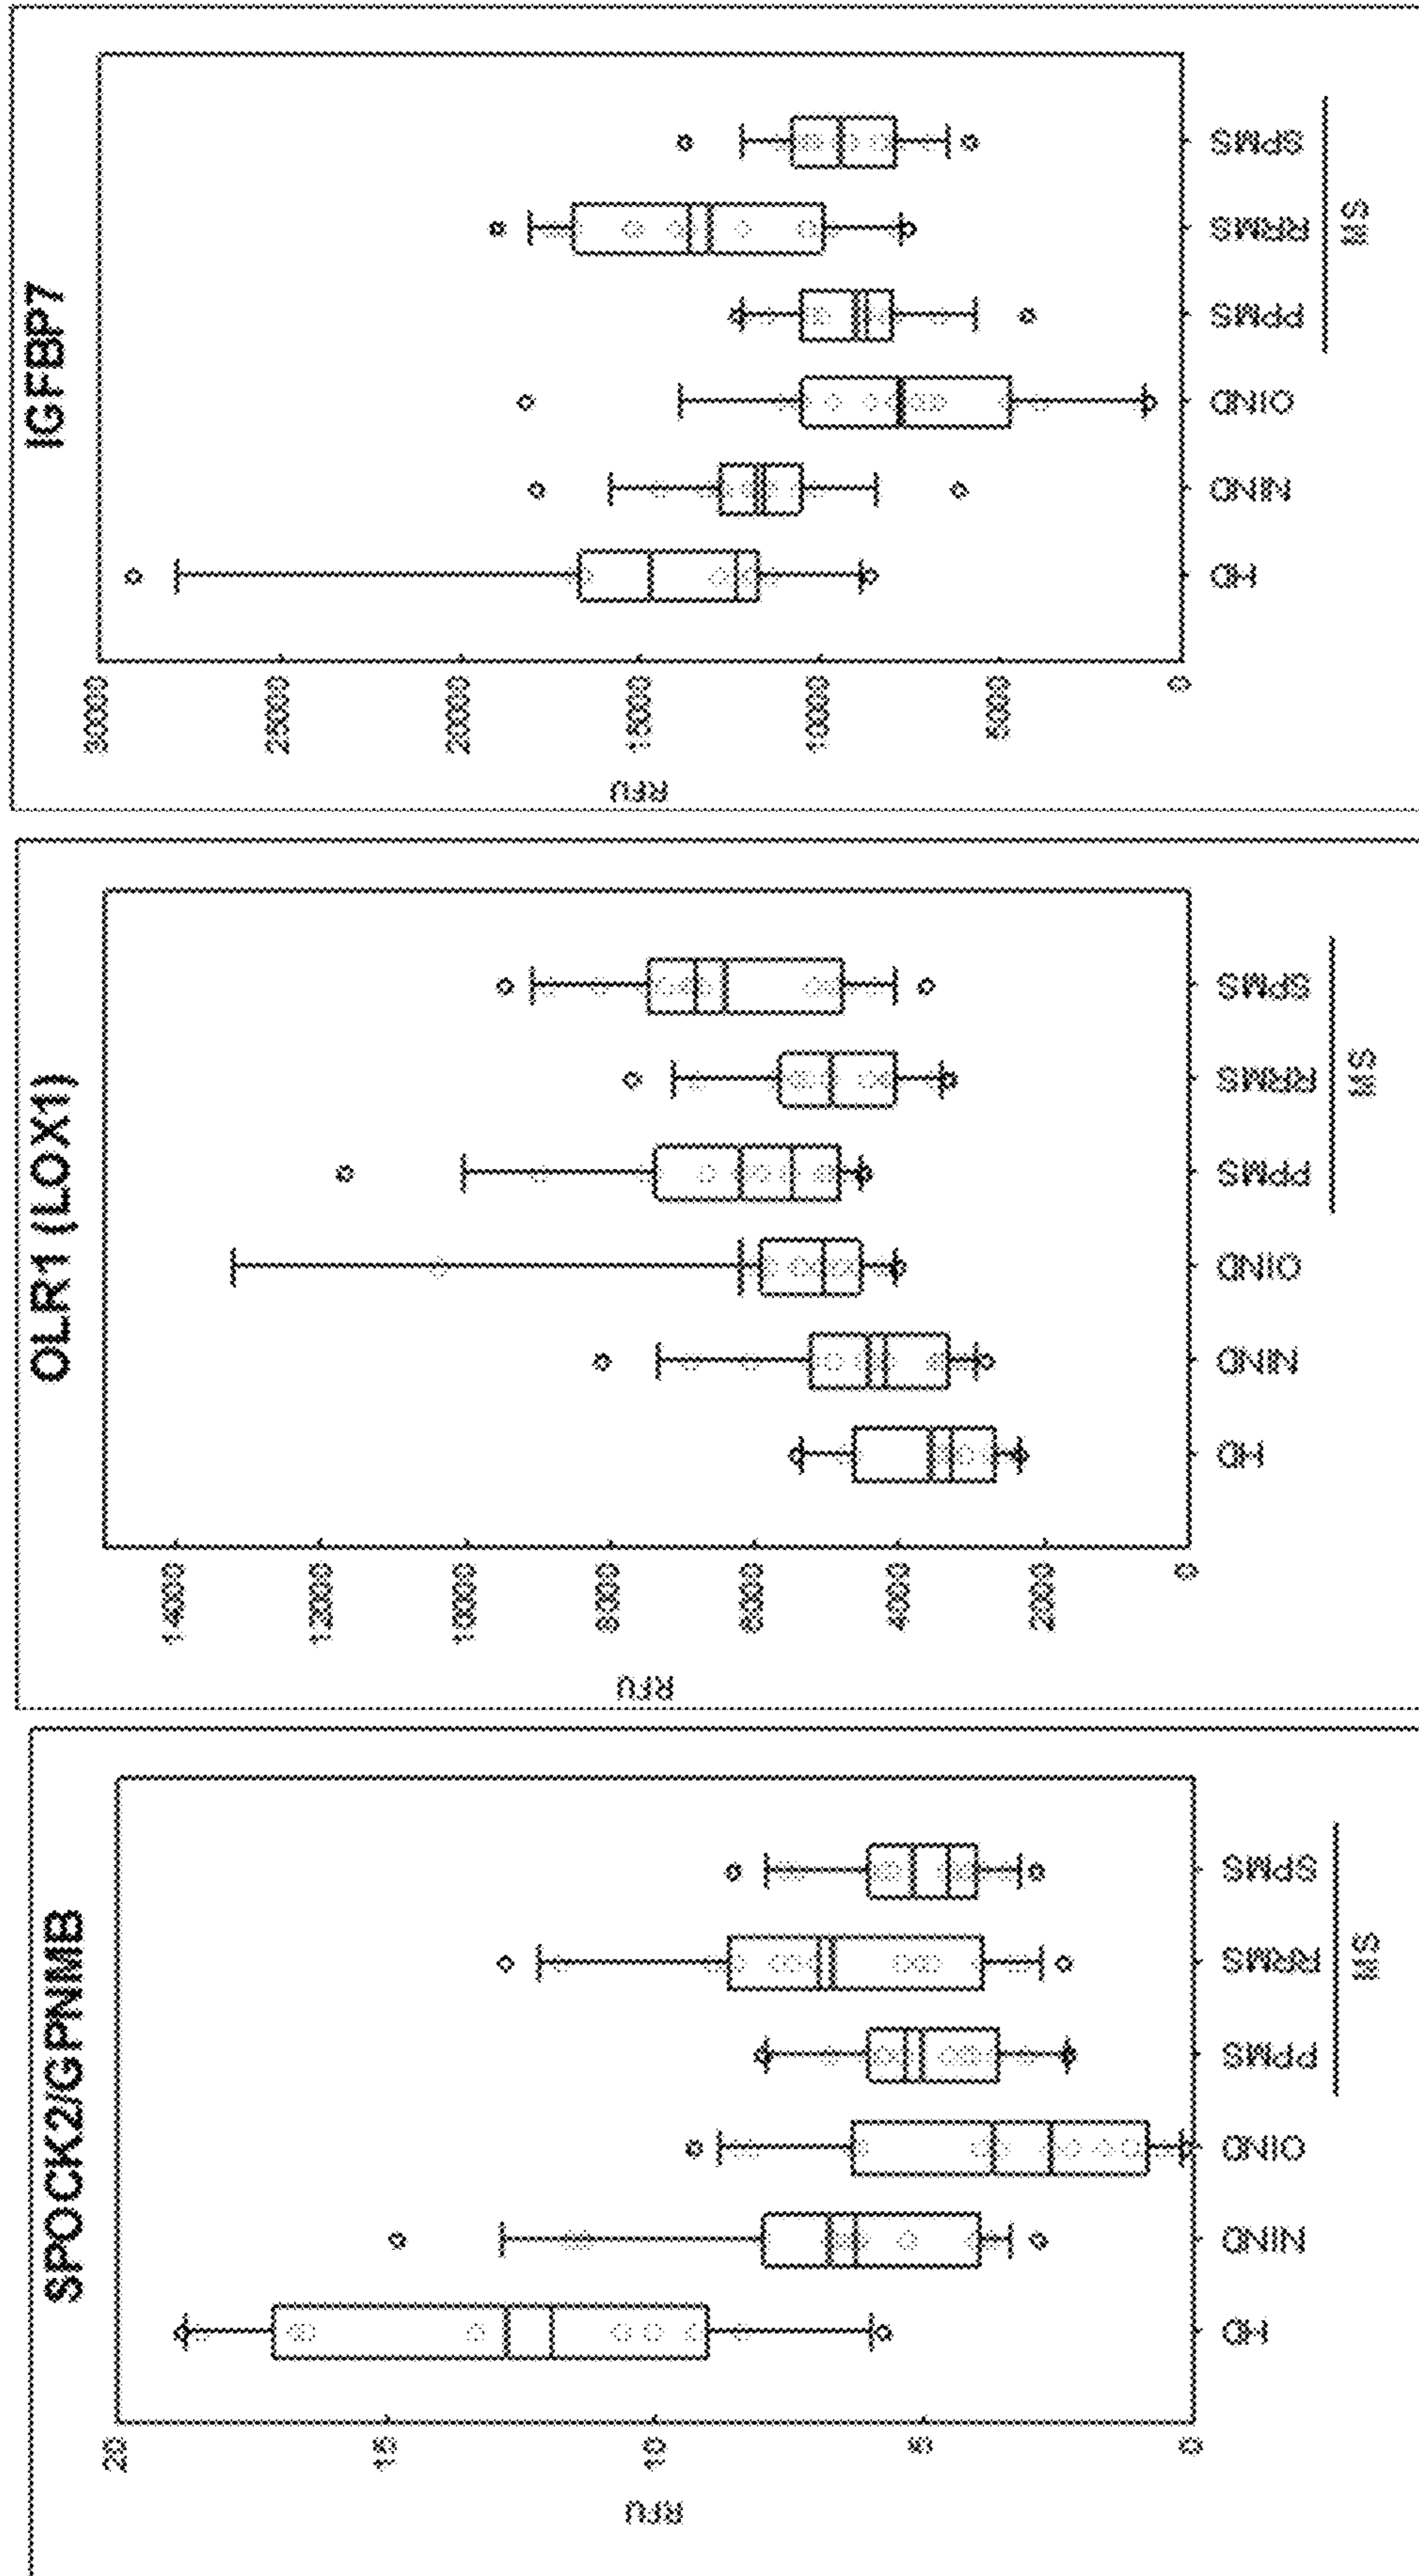 SPOCK2/GPNMB
RFU
20
15
10
5
0
HD
NIND
OIND
PPMS
RRMS
SPMS
MS
OLR1 (LOX1)
RFU
14000
12000
10000
8000
6000
4000
2000
0
HD
NIND
OIND
PPMS
RRMS
SPMS
MS
IGFBP7
RFU
30000
25000
20000
15000
10000
5000
0
HD
NIND
OIND
PPMS
RRMS
SPMS
MS